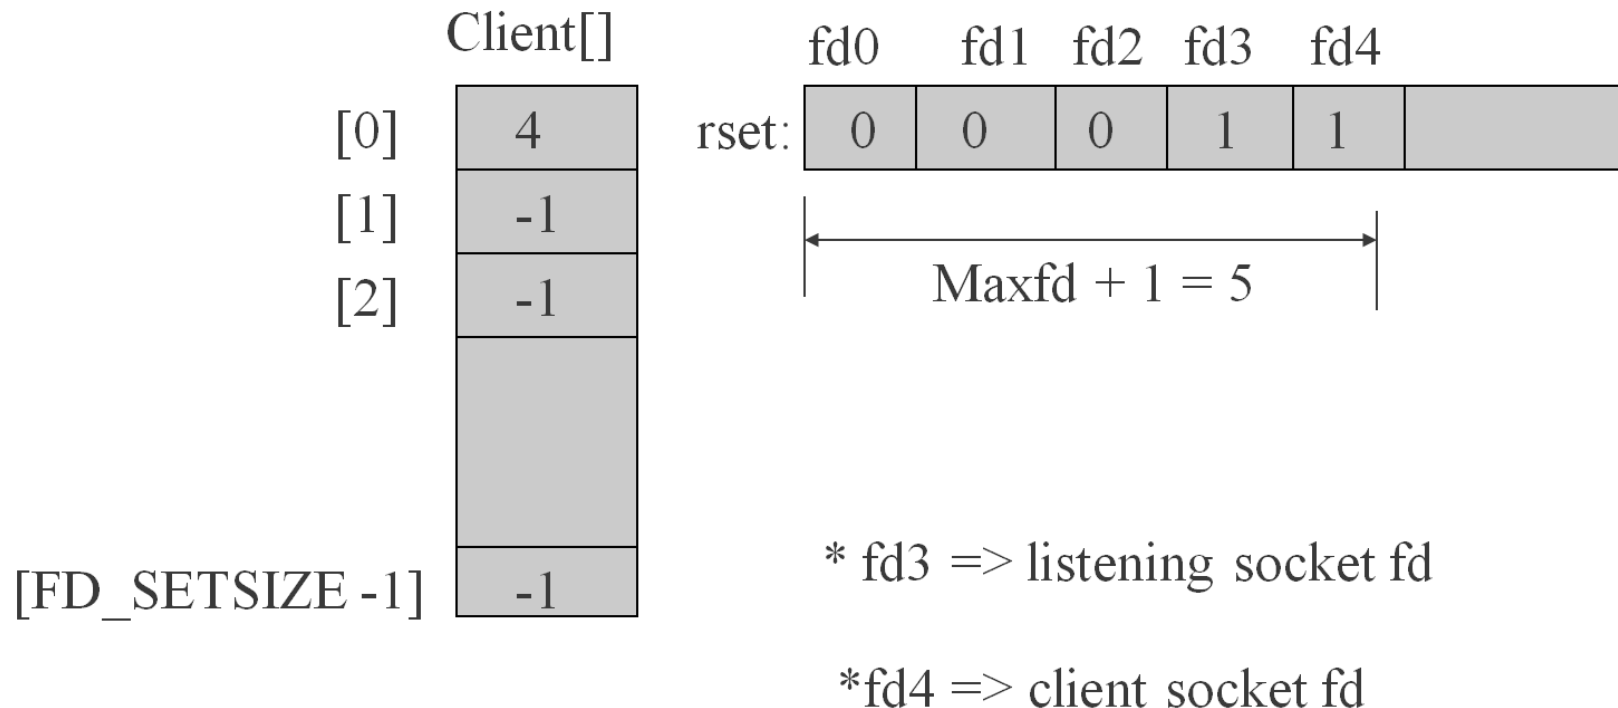 Client[]
[0] 4
[1] -1
[2] -1
[FD_SETSIZE -1] -1
fd0 fd1 fd2 fd3 fd4
rset: 0 0 0 1 1
Maxfd + 1 = 5
* fd3 => listening socket fd
*fd4 => client socket fd